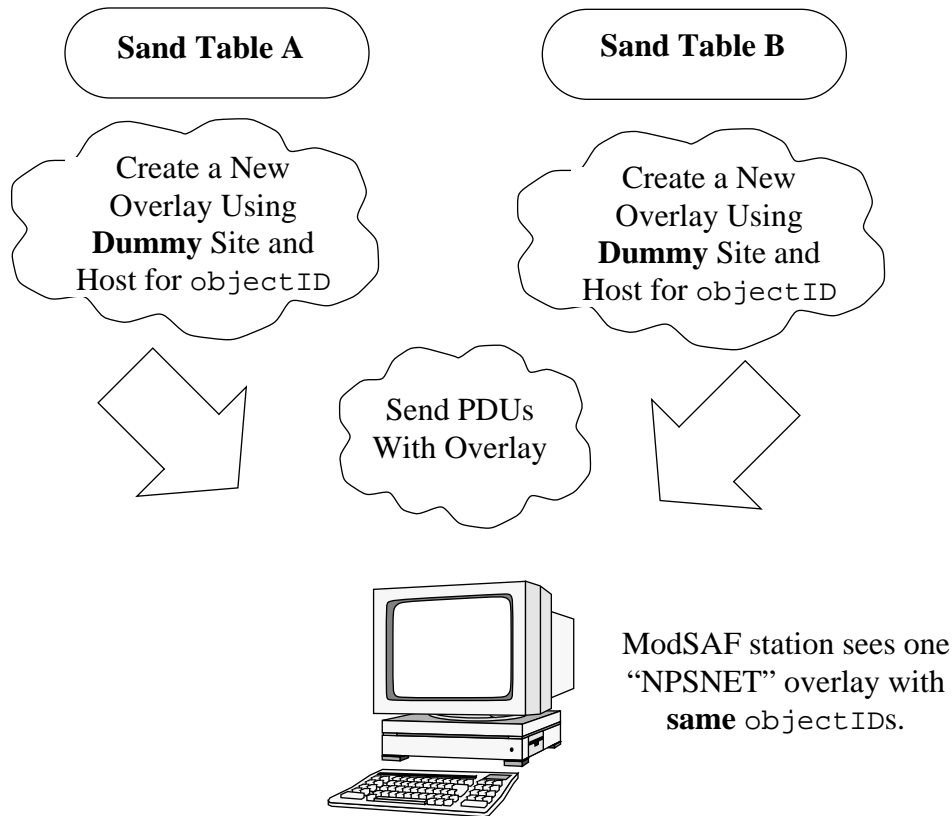 Sand Table A
Sand Table B
Create a New
Overlay Using
Dummy Site and
Host for objectID
Create a New
Overlay Using
Dummy Site and
Host for objectID
Send PDUs
With Overlay
ModSAF station sees one
“NPSNET” overlay with
same objectIDs.